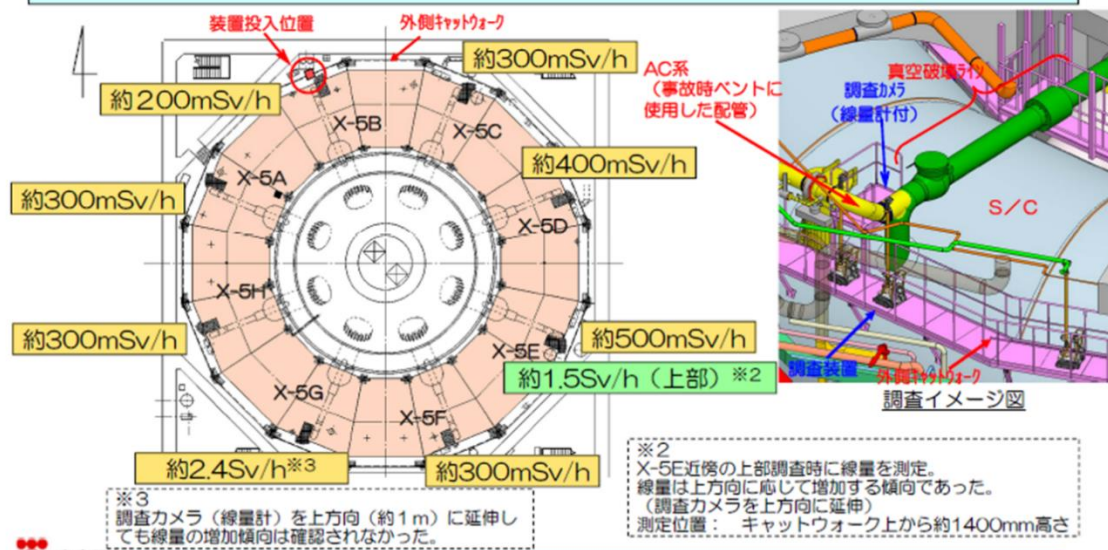 装置投入位置
外側キャットウォーク
約300mSv/h
約200mSv/h
X-5B
X-5C
約400mSv/h
X-5A
約300mSv/h
X-5D
X-5H
約300mSv/h
約500mSv/h
X-5E
約1.5Sv/h（上部）※2
X-5G
X-5F
約2.4Sv/h※3
約300mSv/h
AC系
（事故時ベントに
使用した配管）
真空破壊ライン
調査カメラ
（線量計付）
S/C
調査装置
外側キャットウォーク
調査イメージ図
※3
調査カメラ（線量計）を上方向（約1m）に延伸し
ても線量の増加傾向は確認されなかった。
※2
X-5E近傍の上部調査時に線量を測定。
線量は上方向に応じて増加する傾向であった。
（調査カメラを上方向に延伸）
測定位置：　キャットウォーク上から約1400mm高さ